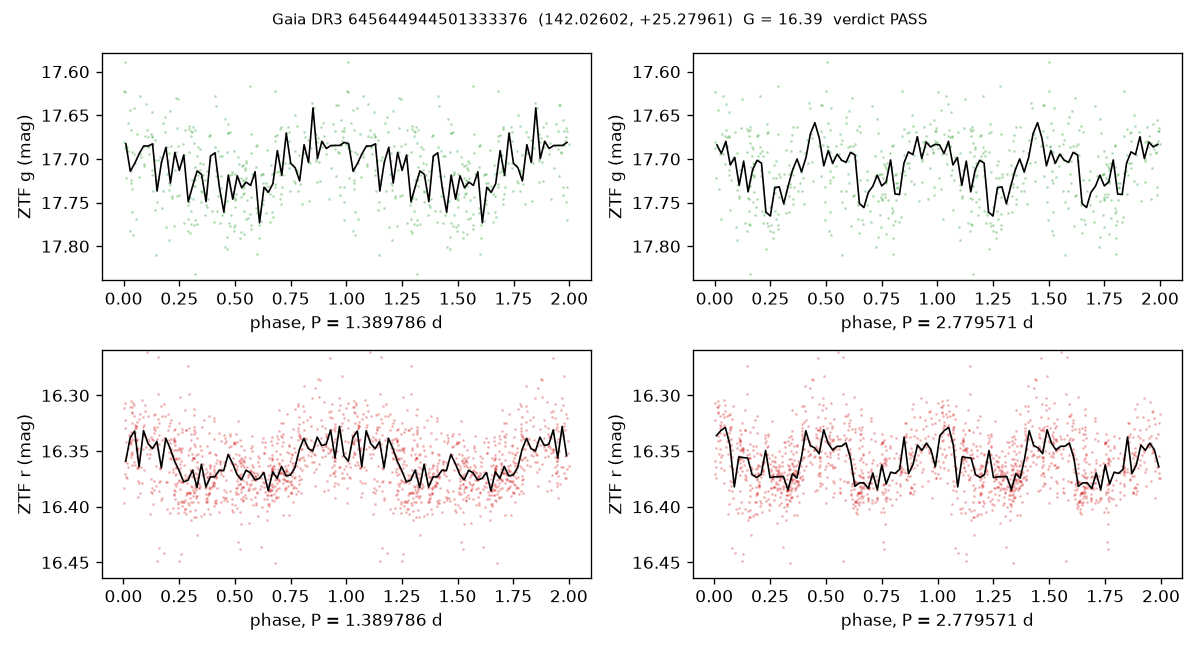 Gaia DR3 645644944501333376 (142.02602, +25.27961) G = 16.39 verdict PASS
ZTF g (mag)
17.60
17.65
17.70
17.75
17.80
0.00 0.25 0.50 0.75 1.00 1.25 1.50 1.75 2.00
phase, P = 1.389786 d
ZTF g (mag)
17.60
17.65
17.70
17.75
17.80
0.00 0.25 0.50 0.75 1.00 1.25 1.50 1.75 2.00
phase, P = 2.779571 d
ZTF r (mag)
16.30
16.35
16.40
16.45
0.00 0.25 0.50 0.75 1.00 1.25 1.50 1.75 2.00
phase, P = 1.389786 d
ZTF r (mag)
16.30
16.35
16.40
16.45
0.00 0.25 0.50 0.75 1.00 1.25 1.50 1.75 2.00
phase, P = 2.779571 d